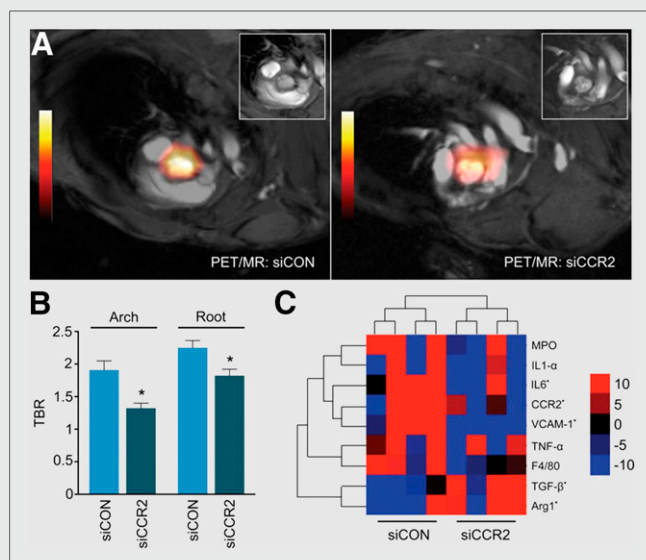 A
PET/MR: siCON
PET/MR: siCCR2
B
Arch
Root
2.5
2
1.5
1
0.5
0
TBR
*
*
siCON
siCCR2
siCON
siCCR2
C
MPO
IL1-α
IL6*
CCR2*
VCAM-1*
TNF-α
F4/80
TGF-β*
Arg1*
siCON
siCCR2
10
5
0
-5
-10